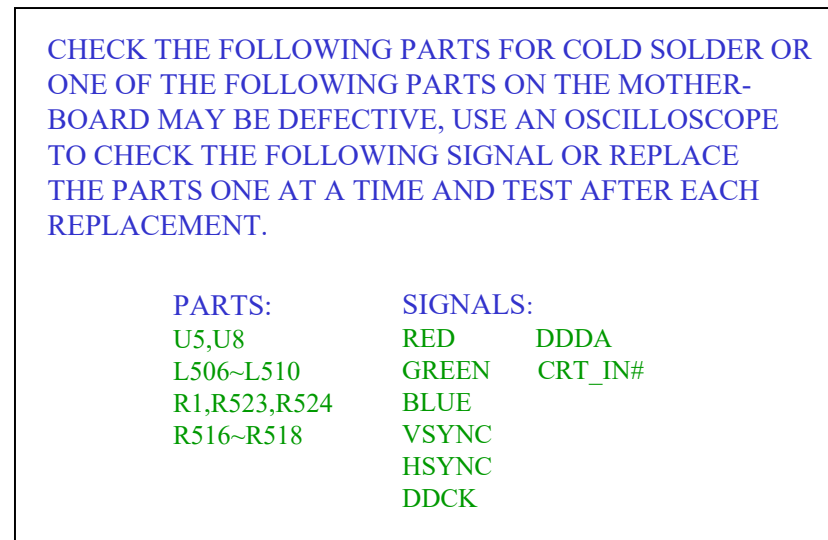 CHECK THE FOLLOWING PARTS FOR COLD SOLDER OR
ONE OF THE FOLLOWING PARTS ON THE MOTHER-
BOARD MAY BE DEFECTIVE, USE AN OSCILLOSCOPE
TO CHECK THE FOLLOWING SIGNAL OR REPLACE
THE PARTS ONE AT A TIME AND TEST AFTER EACH
REPLACEMENT.
PARTS:
U5,U8
L506~L510
R1,R523,R524
R516~R518
SIGNALS:
RED DDDA
GREEN CRT_IN#
BLUE
VSYNC
HSYNC
DDCK